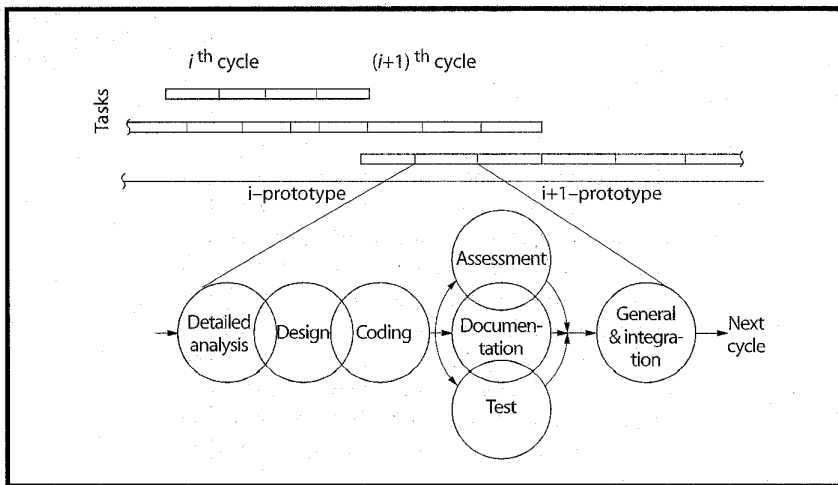 i th cycle
(i+1) th cycle
Tasks
i–prototype
i+1–prototype
Assessment
Detailed
analysis
Design
Coding
Documen-
tation
General
& integra-
tion
Next
cycle
Test